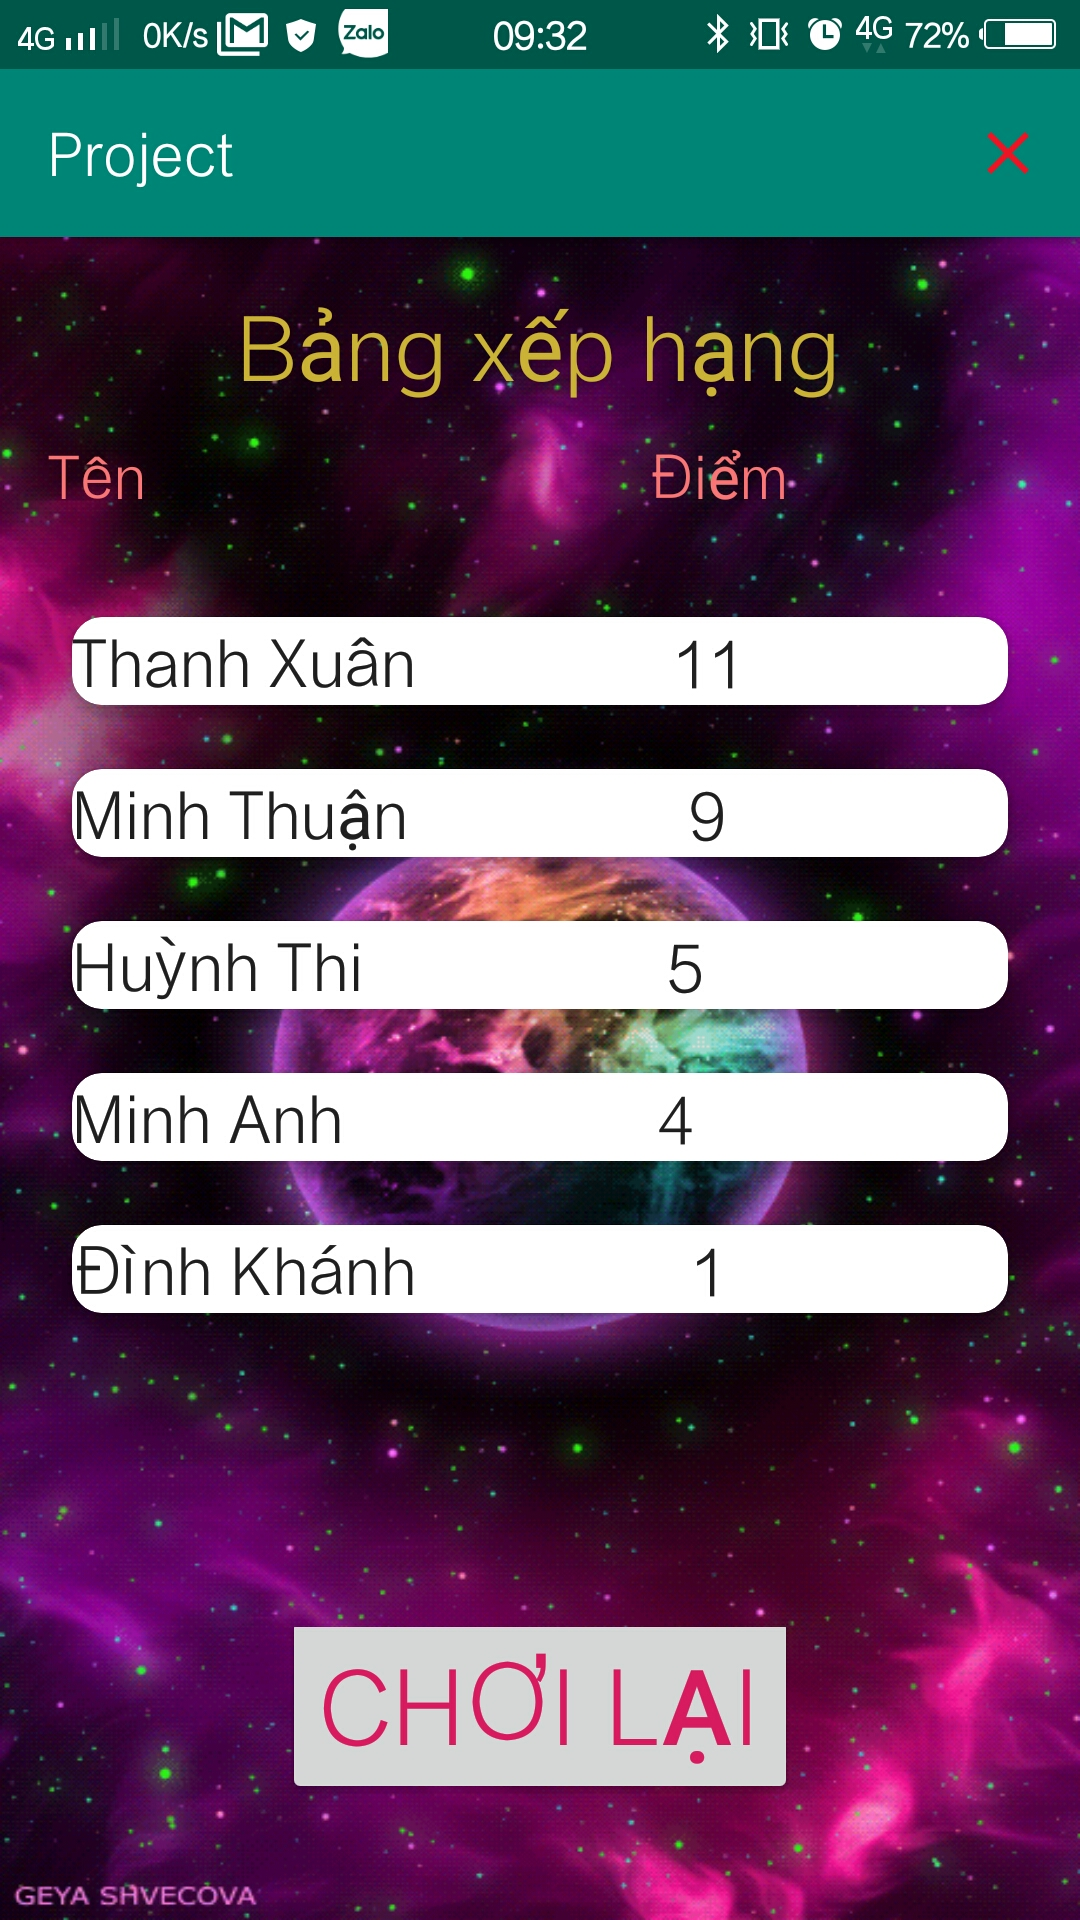 4G 0K/s Zalo 09:32 4G 72%
Project
Bảng xếp hạng
Tên Điểm
Thanh Xuân 11
Minh Thuận 9
Huỳnh Thi 5
Minh Anh 4
Đình Khánh 1
CHƠI LẠI
GEYA SHVECOVA